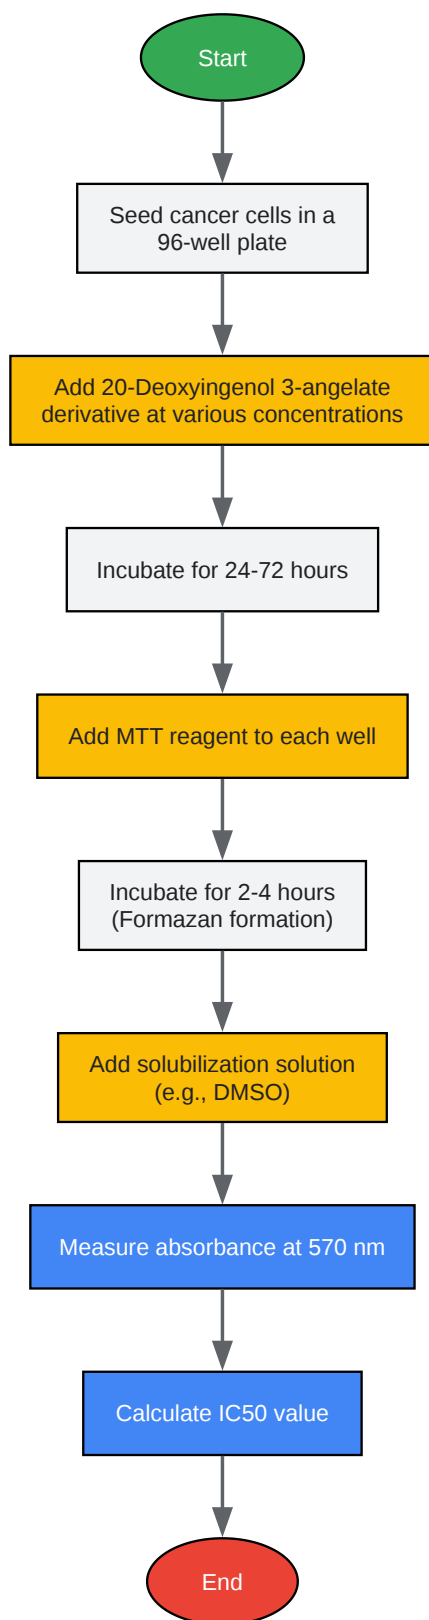 Start
Seed cancer cells in a
96-well plate
Add 20-Deoxyingenol 3-angelate
derivative at various concentrations
Incubate for 24-72 hours
Add MTT reagent to each well
Incubate for 2-4 hours
(Formazan formation)
Add solubilization solution
(e.g., DMSO)
Measure absorbance at 570 nm
Calculate IC50 value
End